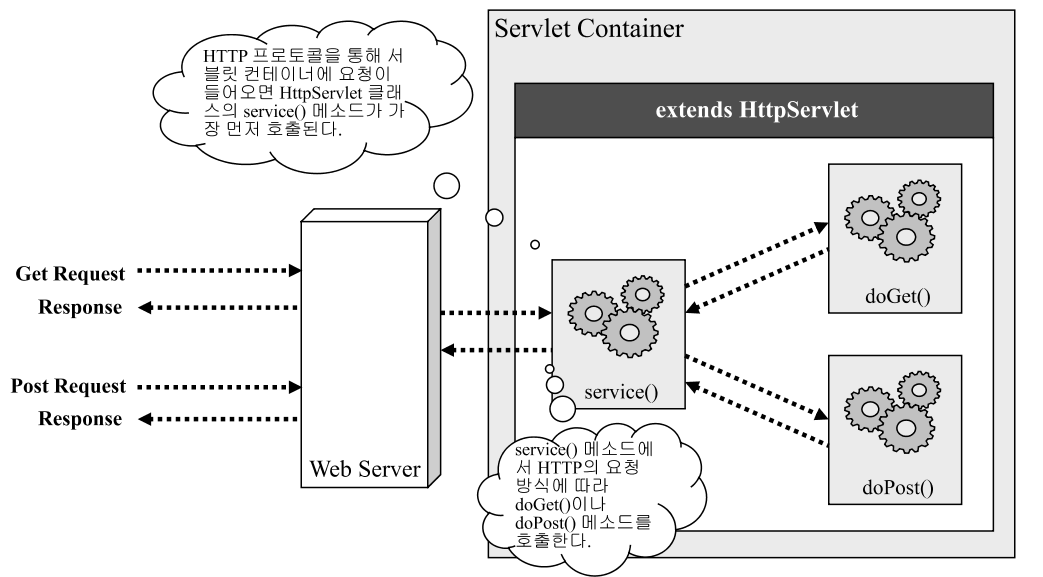 Servlet Container
HTTP 프로토콜을 통해 서
블릿 컨테이너에 요청이
들어오면 HttpServlet 클래
스의 service() 메소드가 가
장 먼저 호출된다.
extends HttpServlet
Get Request
Response
Post Request
Response
Web Server
service()
doGet()
doPost()
service() 메소드에
서 HTTP의 요청
방식에 따라
doGet()이나
doPost() 메소드를
호출한다.